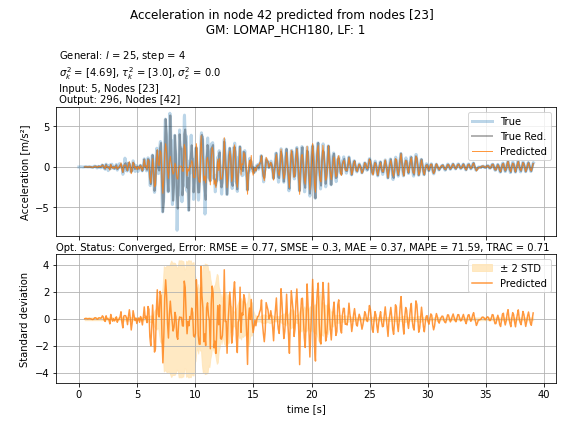 Acceleration in node 42 predicted from nodes [23]
GM: LOMAP_HCH180, LF: 1
General: l = 25, step = 4
σ²ₖ = [4.69], τ²ₖ = [3.0], σ²ₑ = 0.0
Input: 5, Nodes [23]
Output: 296, Nodes [42]
True
True Red.
Predicted
Acceleration [m/s²]
5
0
−5
Opt. Status: Converged, Error: RMSE = 0.77, SMSE = 0.3, MAE = 0.37, MAPE = 71.59, TRAC = 0.71
± 2 STD
Predicted
Standard deviation
4
2
0
−2
−4
0 5 10 15 20 25 30 35 40
time [s]